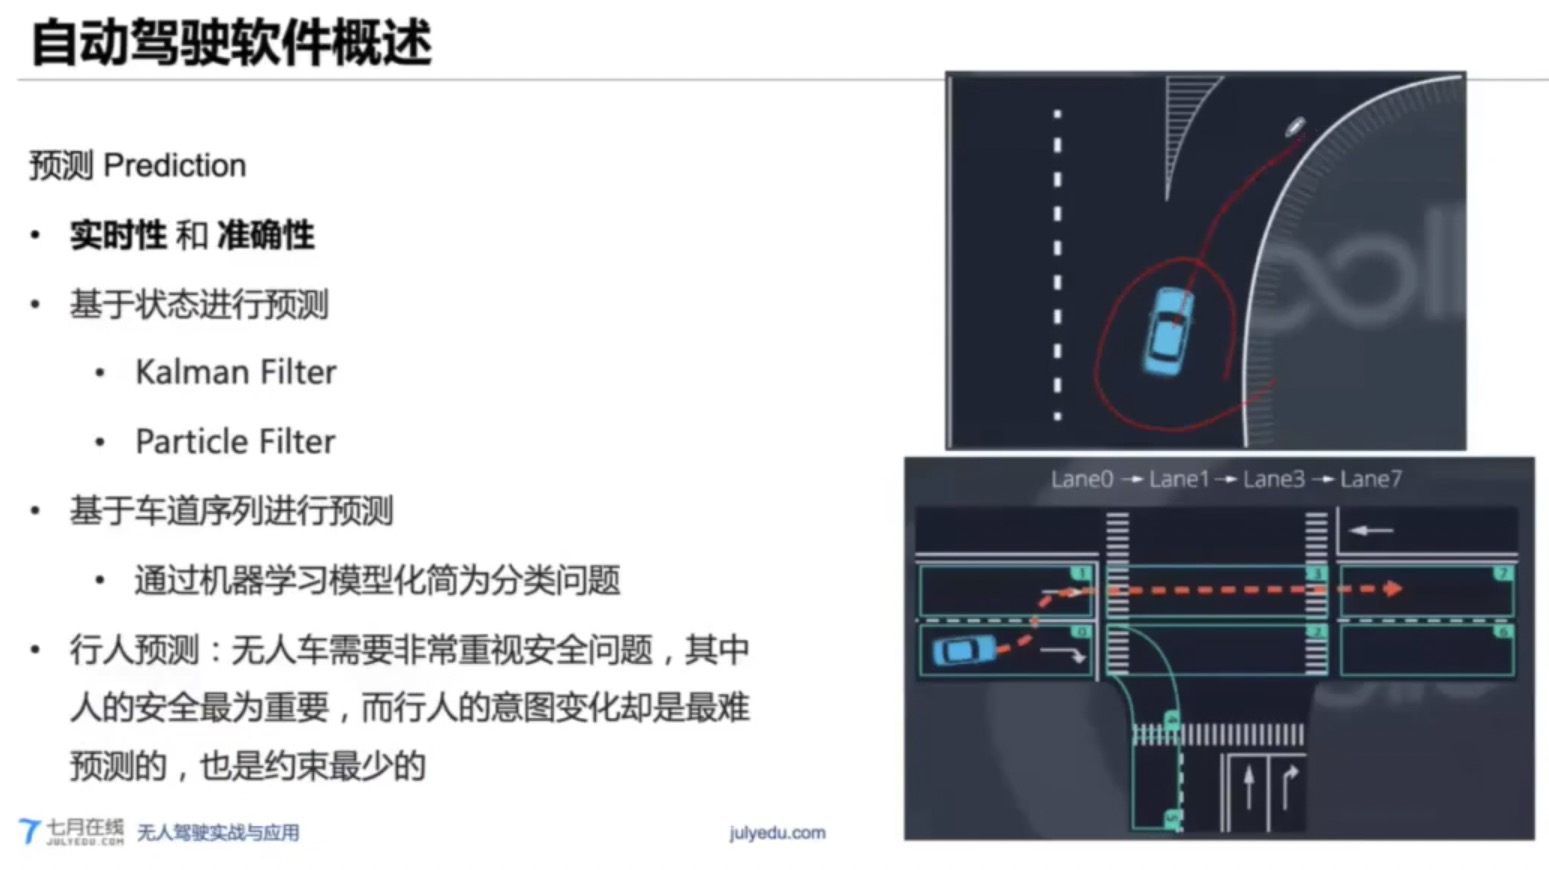 自动驾驶软件概述
预测 Prediction
• 实时性 和 准确性
• 基于状态进行预测
• Kalman Filter
• Particle Filter
• 基于车道序列进行预测
• 通过机器学习模型化简为分类问题
• 行人预测：无人车需要非常重视安全问题，其中
人的安全最为重要，而行人的意图变化却是最难
预测的，也是约束最少的
Lane0 → Lane1 → Lane3 → Lane7
1
3
7
0
2
6
4
5
七月在线
JULYEDU.COM
无人驾驶实战与应用
julyedu.com